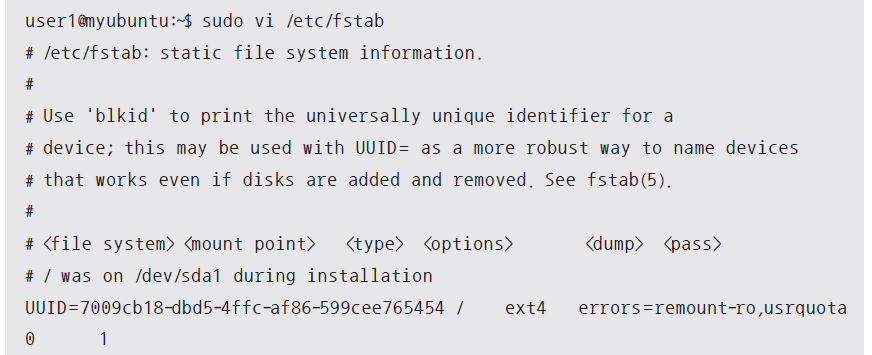 user1@myubuntu:~$ sudo vi /etc/fstab
# /etc/fstab: static file system information.
#
# Use 'blkid' to print the universally unique identifier for a
# device; this may be used with UUID= as a more robust way to name devices
# that works even if disks are added and removed. See fstab(5).
#
# <file system> <mount point>   <type>  <options>       <dump>  <pass>
# / was on /dev/sda1 during installation
UUID=7009cb18-dbd5-4ffc-af86-599cee765454 /    ext4   errors=remount-ro,usrquota
0       1